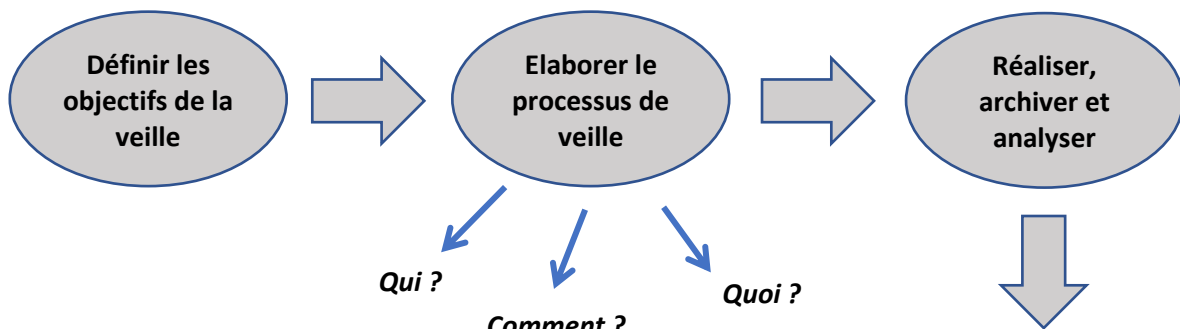 Définir les
objectifs de la
veille
Elaborer le
processus de
veille
Réaliser,
archiver et
analyser
Qui ?
Comment ?
Quoi ?